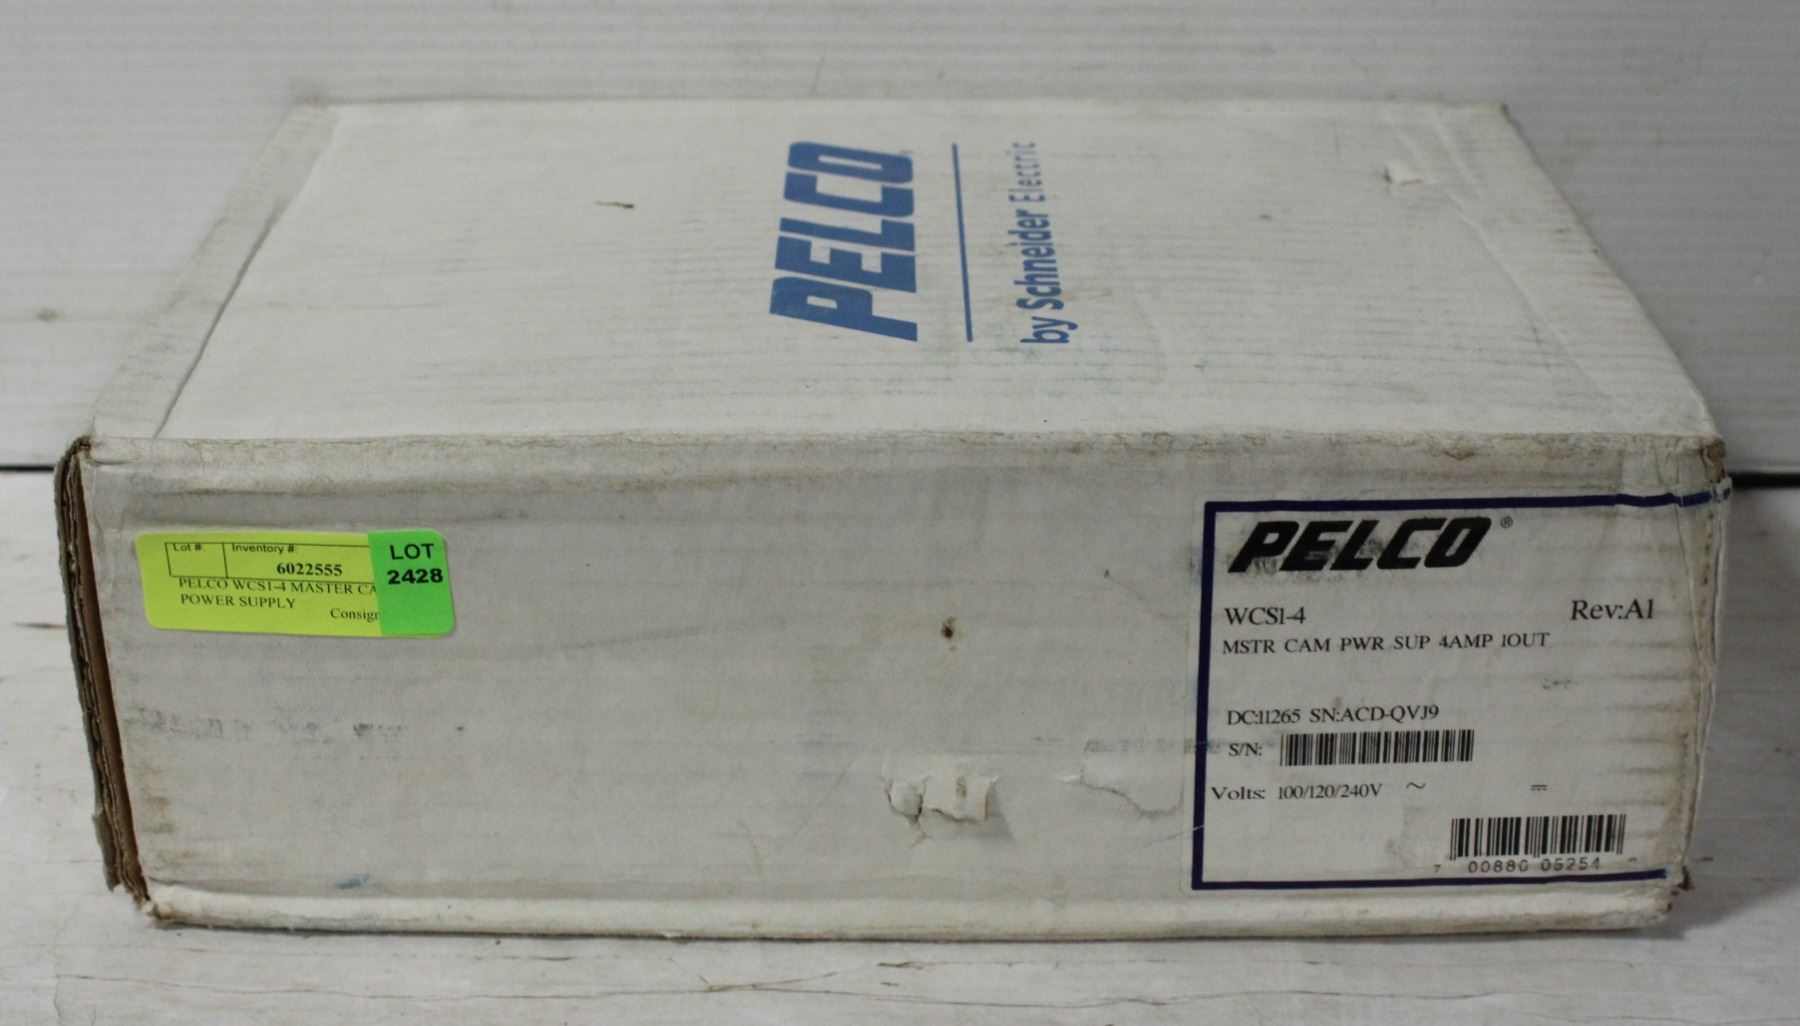 PELCO
by Schneider Electric
Lot #:
Inventory #:
6022555
LOT
2428
PELCO WCS1-4 MASTER CA
POWER SUPPLY
Consign
PELCO®
WCS1-4
Rev:A1
MSTR CAM PWR SUP 4AMP 1OUT
DC:11265 SN:ACD-QVJ9
S/N:
Volts: 100/120/240V ~ ⎓
7 00880 05254